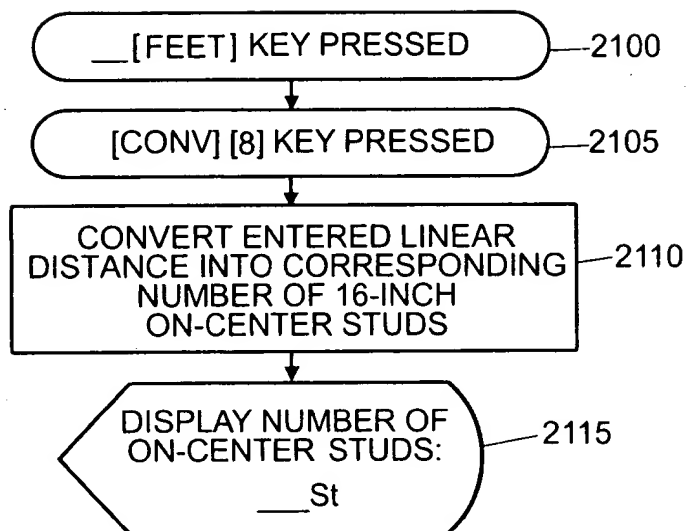 __[FEET] KEY PRESSED
2100
[CONV] [8] KEY PRESSED
2105
CONVERT ENTERED LINEAR
DISTANCE INTO CORRESPONDING
NUMBER OF 16-INCH
ON-CENTER STUDS
2110
DISPLAY NUMBER OF
ON-CENTER STUDS:
___St
2115